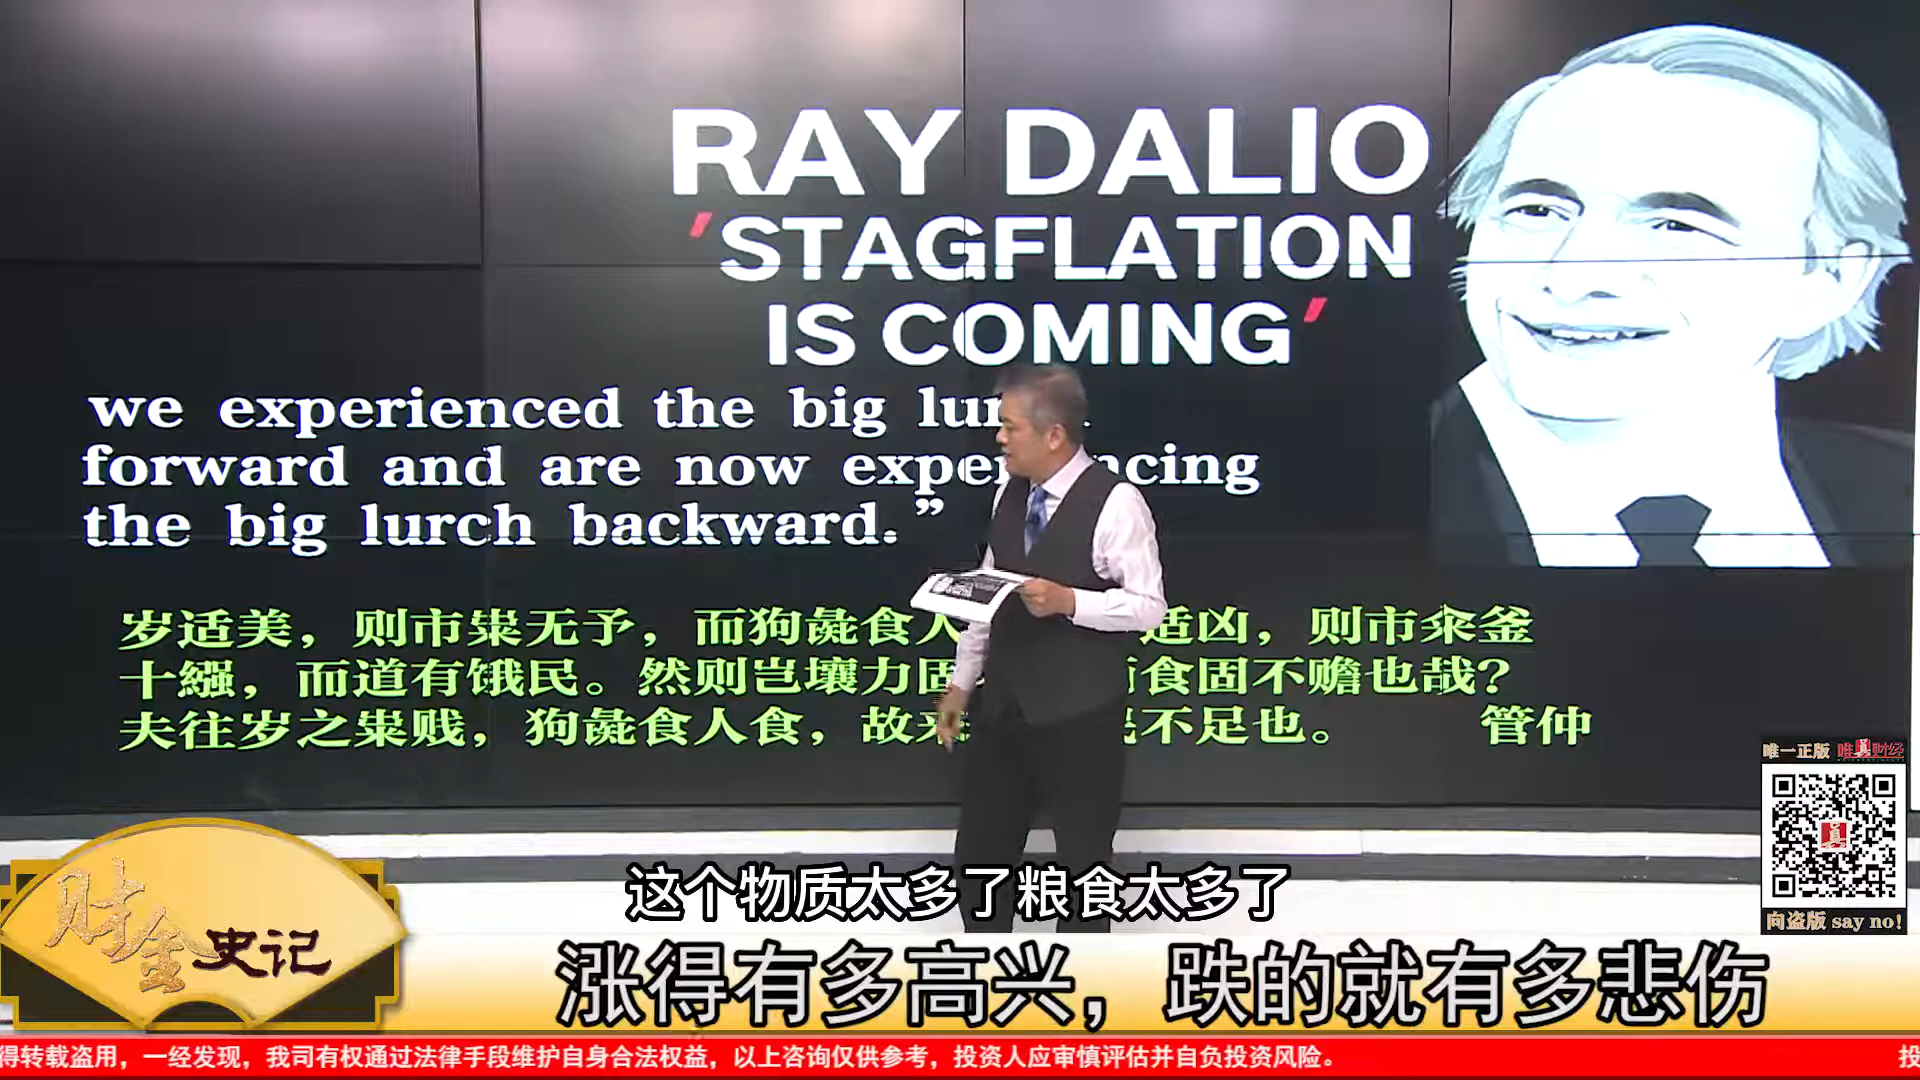 RAY DALIO
'STAGFLATION
IS COMING'
we experienced the big
forward and are now
the big lurch backward.”
岁适美，则市粜无予，而狗彘食人 适凶，则市籴釜
十繦，而道有饿民。然则岂壤力固 食固不赡也哉？
夫往岁之粜贱，狗彘食人食，故来 不足也。 管仲
唯一正版 唯真财经
真
向盗版 say no!
这个物质太多了粮食太多了
财金史记
涨得有多高兴，跌的就有多悲伤
得转载盗用，一经发现，我司有权通过法律手段维护自身合法权益，以上咨询仅供参考，投资人应审慎评估并自负投资风险。 投